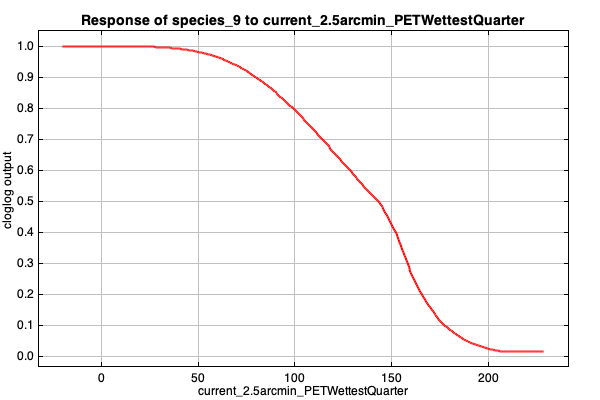 Response of species_9 to current_2.5arcmin_PETWettestQuarter
1.0
0.9
0.8
0.7
0.6
0.5
0.4
0.3
0.2
0.1
0.0
cloglog output
0 50 100 150 200
current_2.5arcmin_PETWettestQuarter